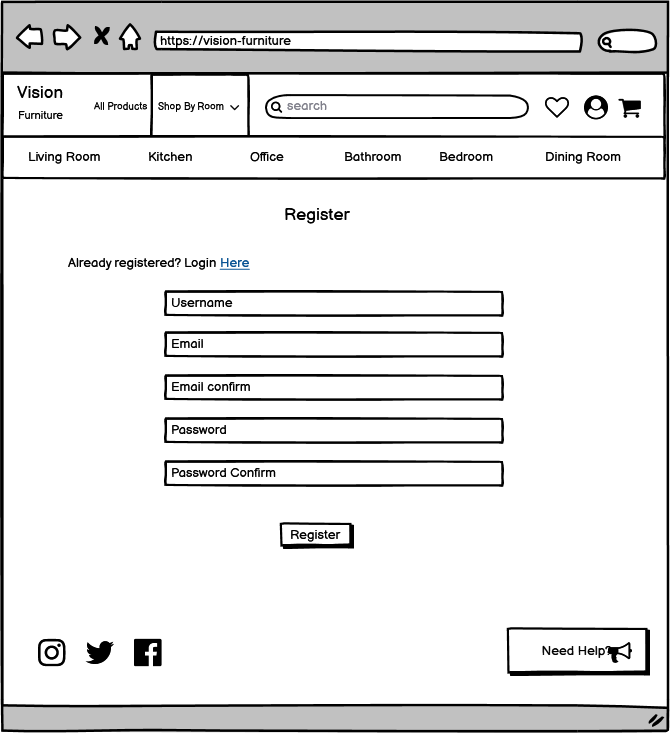 https://vision-furniture
Vision
Furniture
All Products
Shop By Room
search
Living Room Kitchen Office Bathroom Bedroom Dining Room
Register
Already registered? Login Here
Username
Email
Email confirm
Password
Password Confirm
Register
Need Help?